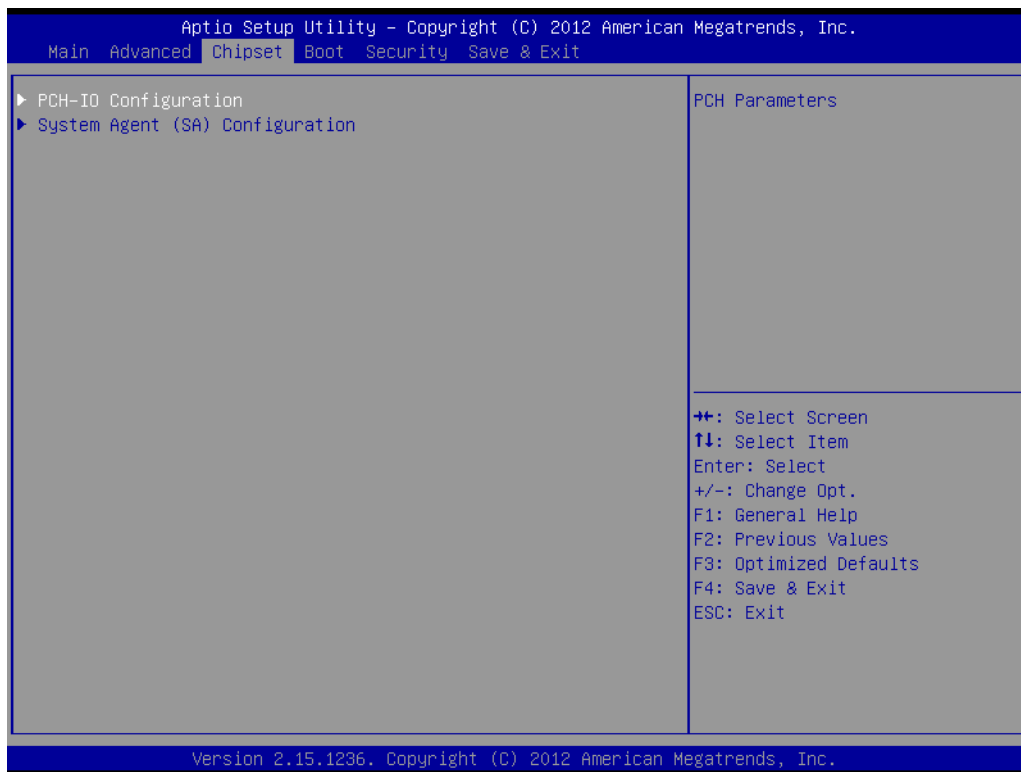 Aptio Setup Utility – Copyright (C) 2012 American Megatrends, Inc.
Main Advanced Chipset Boot Security Save & Exit
▶ PCH-IO Configuration
▶ System Agent (SA) Configuration
PCH Parameters
→←: Select Screen
↑↓: Select Item
Enter: Select
+/-: Change Opt.
F1: General Help
F2: Previous Values
F3: Optimized Defaults
F4: Save & Exit
ESC: Exit
Version 2.15.1236. Copyright (C) 2012 American Megatrends, Inc.